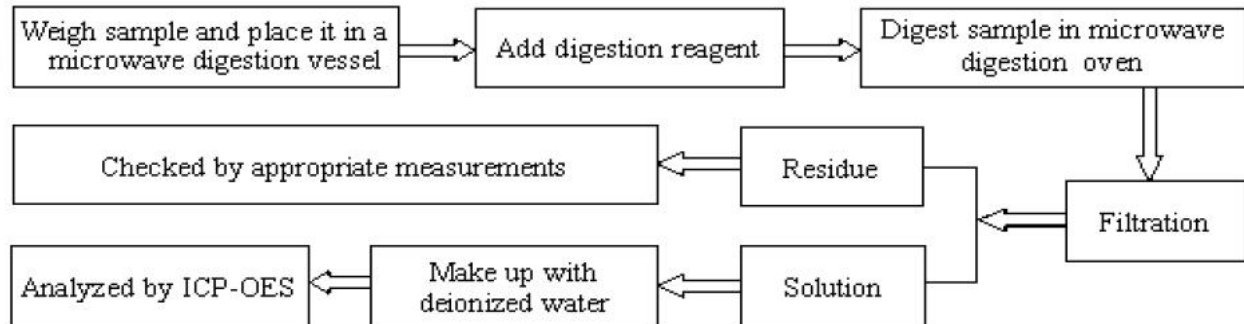 Weigh sample and place it in a
microwave digestion vessel
Add digestion reagent
Digest sample in microwave
digestion oven
Filtration
Residue
Checked by appropriate measurements
Solution
Make up with
deionized water
Analyzed by ICP-OES